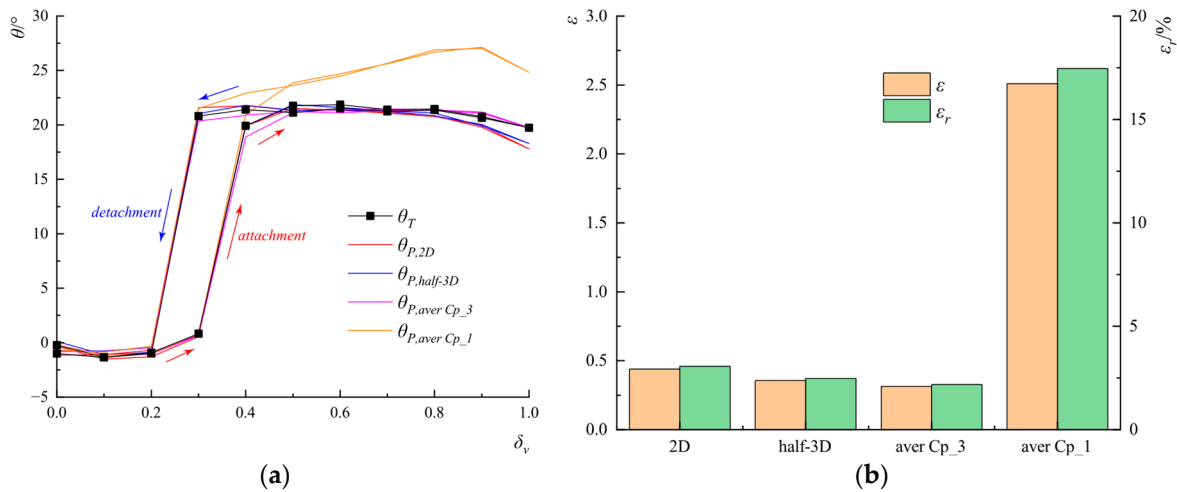 θ/°
30
25
20
15
10
5
0
−5
0.0
0.2
0.4
0.6
0.8
1.0
δv
detachment
attachment
θT
θP,2D
θP,half-3D
θP,aver Cp_3
θP,aver Cp_1
(a)
ε
3.0
2.5
2.0
1.5
1.0
0.5
0.0
ε
εr
εr/%
20
15
10
5
0
2D
half-3D
aver Cp_3
aver Cp_1
(b)